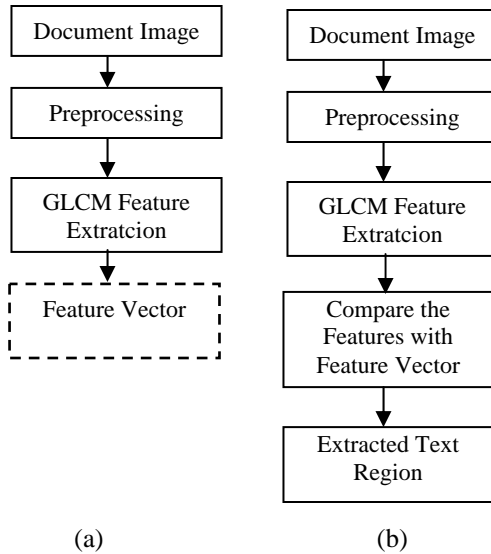 Document Image
Preprocessing
GLCM Feature
Extratcion
Feature Vector
(a)
Document Image
Preprocessing
GLCM Feature
Extratcion
Compare the
Features with
Feature Vector
Extracted Text
Region
(b)